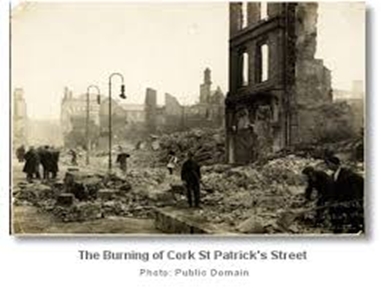 The Burning of Cork St Patrick's Street
Photo: Public Domain